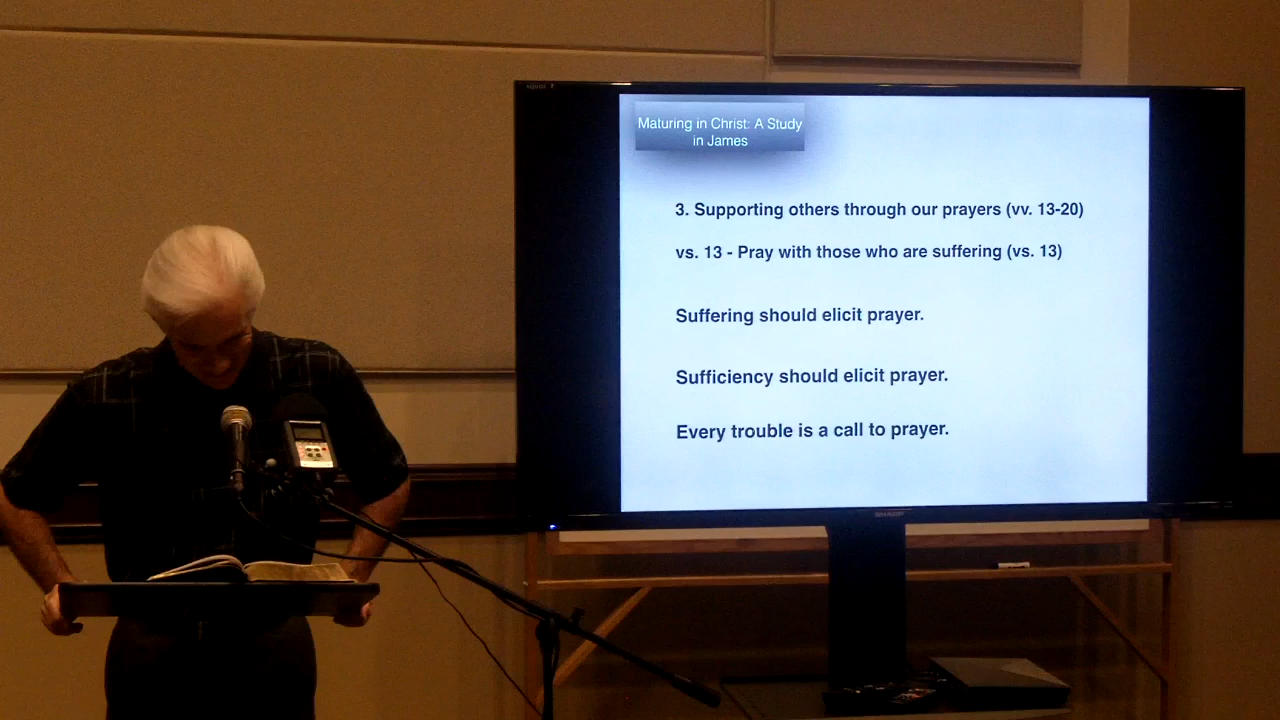 AQUOS
Maturing in Christ: A Study
in James
3. Supporting others through our prayers (vv. 13-20)
vs. 13 - Pray with those who are suffering (vs. 13)
Suffering should elicit prayer.
Sufficiency should elicit prayer.
Every trouble is a call to prayer.
SHARP